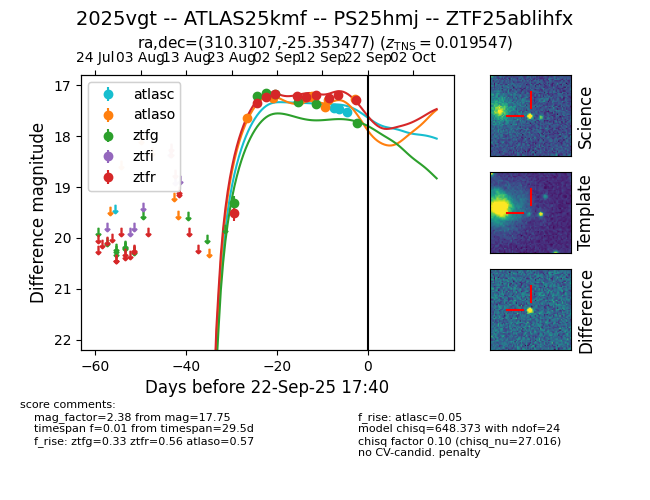 2025vgt -- ATLAS25kmf -- PS25hmj -- ZTF25ablihfx
ra,dec=(310.3107,-25.353477) (z_TNS = 0.019547)
24 Jul 03 Aug 13 Aug 23 Aug 02 Sep 12 Sep 22 Sep 02 Oct
17
18
19
20
21
22
Difference magnitude
atlasc
atlaso
ztfg
ztfi
ztfr
−60 −40 −20 0
Days before 22-Sep-25 17:40
Science
Template
Difference
score comments:
mag_factor=2.38 from mag=17.75
timespan f=0.01 from timespan=29.5d
f_rise: ztfg=0.33 ztfr=0.56 atlaso=0.57
f_rise: atlasc=0.05
model chisq=648.373 with ndof=24
chisq factor 0.10 (chisq_nu=27.016)
no CV-candid. penalty